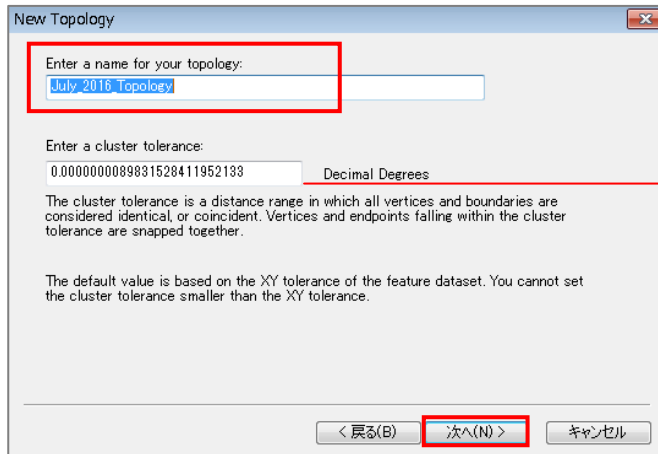 New Topology
Enter a name for your topology:
July_2016_Topology
Enter a cluster tolerance:
0.0000000089831528411952133
Decimal Degrees
The cluster tolerance is a distance range in which all vertices and boundaries are
considered identical, or coincident. Vertices and endpoints falling within the cluster
tolerance are snapped together.
The default value is based on the XY tolerance of the feature dataset. You cannot set
the cluster tolerance smaller than the XY tolerance.
< 戻る(B)
次へ(N) >
キャンセル